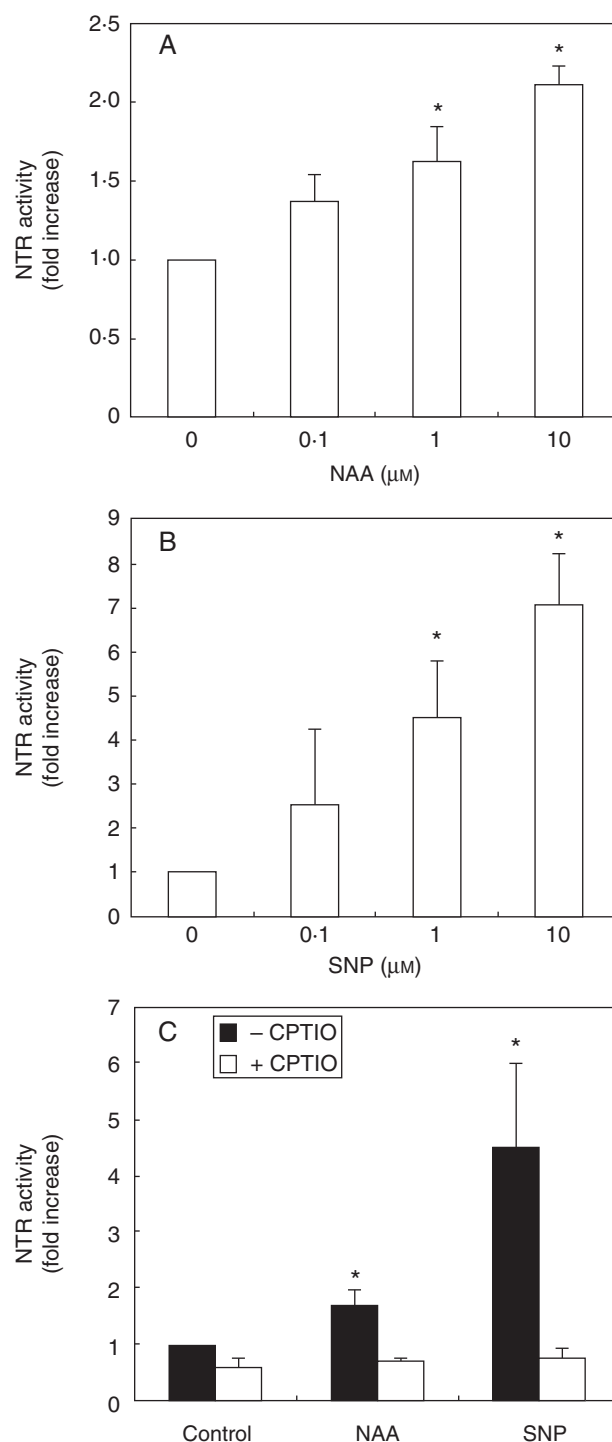 A
NTR activity
(fold increase)
2·5
2·0
1·5
1·0
0·5
0
* *
0 0·1 1 10
NAA (µM)
B
NTR activity
(fold increase)
9
8
7
6
5
4
3
2
1
0
* *
0 0·1 1 10
SNP (µM)
C
– CPTIO
+ CPTIO
NTR activity
(fold increase)
7
6
5
4
3
2
1
0
* *
Control NAA SNP